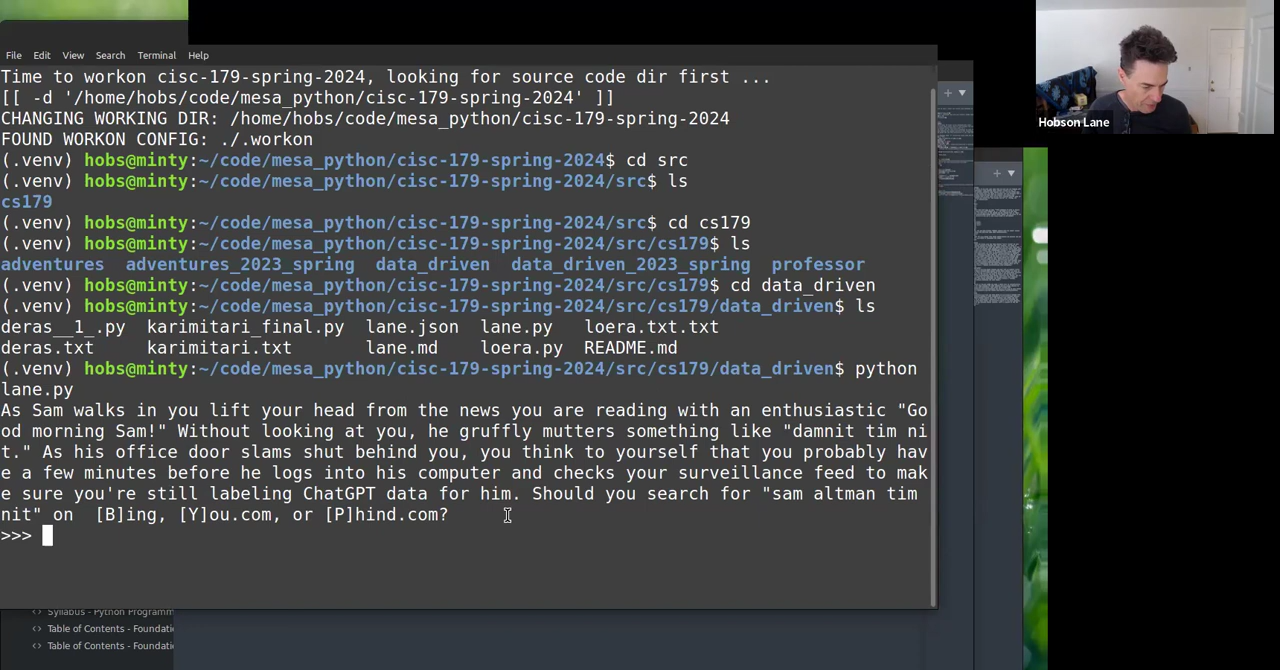 File Edit View Search Terminal Help
Time to workon cisc-179-spring-2024, looking for source code dir first ...
[[ -d '/home/hobs/code/mesa_python/cisc-179-spring-2024' ]]
CHANGING WORKING DIR: /home/hobs/code/mesa_python/cisc-179-spring-2024
FOUND WORKON CONFIG: ./.workon
(.venv) hobs@minty:~/code/mesa_python/cisc-179-spring-2024$ cd src
(.venv) hobs@minty:~/code/mesa_python/cisc-179-spring-2024/src$ ls
cs179
(.venv) hobs@minty:~/code/mesa_python/cisc-179-spring-2024/src$ cd cs179
(.venv) hobs@minty:~/code/mesa_python/cisc-179-spring-2024/src/cs179$ ls
adventures adventures_2023_spring data_driven data_driven_2023_spring professor
(.venv) hobs@minty:~/code/mesa_python/cisc-179-spring-2024/src/cs179$ cd data_driven
(.venv) hobs@minty:~/code/mesa_python/cisc-179-spring-2024/src/cs179/data_driven$ ls
deras__1_.py karimitari_final.py lane.json lane.py loera.txt.txt
deras.txt karimitari.txt lane.md loera.py README.md
(.venv) hobs@minty:~/code/mesa_python/cisc-179-spring-2024/src/cs179/data_driven$ python
lane.py
As Sam walks in you lift your head from the news you are reading with an enthusiastic "Go
od morning Sam!" Without looking at you, he gruffly mutters something like "damnit tim ni
t." As his office door slams shut behind you, you think to yourself that you probably hav
e a few minutes before he logs into his computer and checks your surveillance feed to mak
e sure you're still labeling ChatGPT data for him. Should you search for "sam altman tim
nit" on [B]ing, [Y]ou.com, or [P]hind.com?
>>>
Hobson Lane
Syllabus - Python Programm
Table of Contents - Foundati
Table of Contents - Foundati